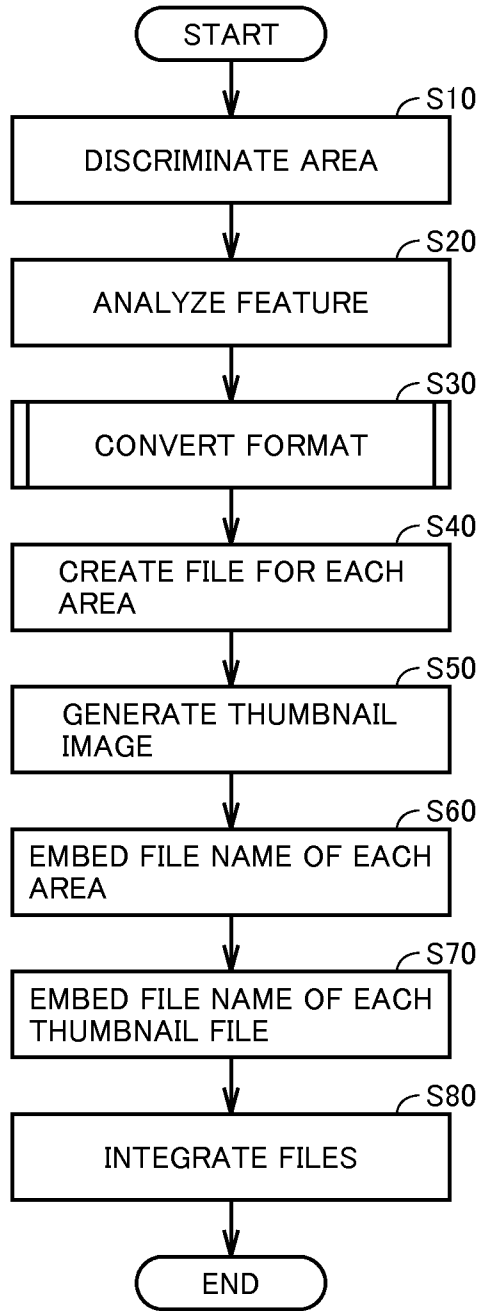 START
S10
DISCRIMINATE AREA
S20
ANALYZE FEATURE
S30
CONVERT FORMAT
S40
CREATE FILE FOR EACH
AREA
S50
GENERATE THUMBNAIL
IMAGE
S60
EMBED FILE NAME OF EACH
AREA
S70
EMBED FILE NAME OF EACH
THUMBNAIL FILE
S80
INTEGRATE FILES
END